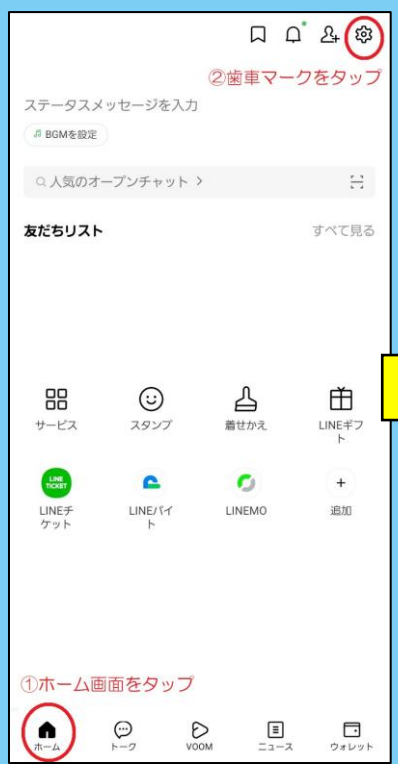 ②歯車マークをタップ
ステータスメッセージを入力
BGMを設定
人気のオープンチャット >
友だちリスト
すべて見る
サービス
スタンプ
着せかえ
LINEギフ
ト
LINE
TICKET
LINEチ
ケット
LINEバイ
ト
LINEMO
追加
①ホーム画面をタップ
ホーム
トーク
VOOM
ニュース
ウォレット